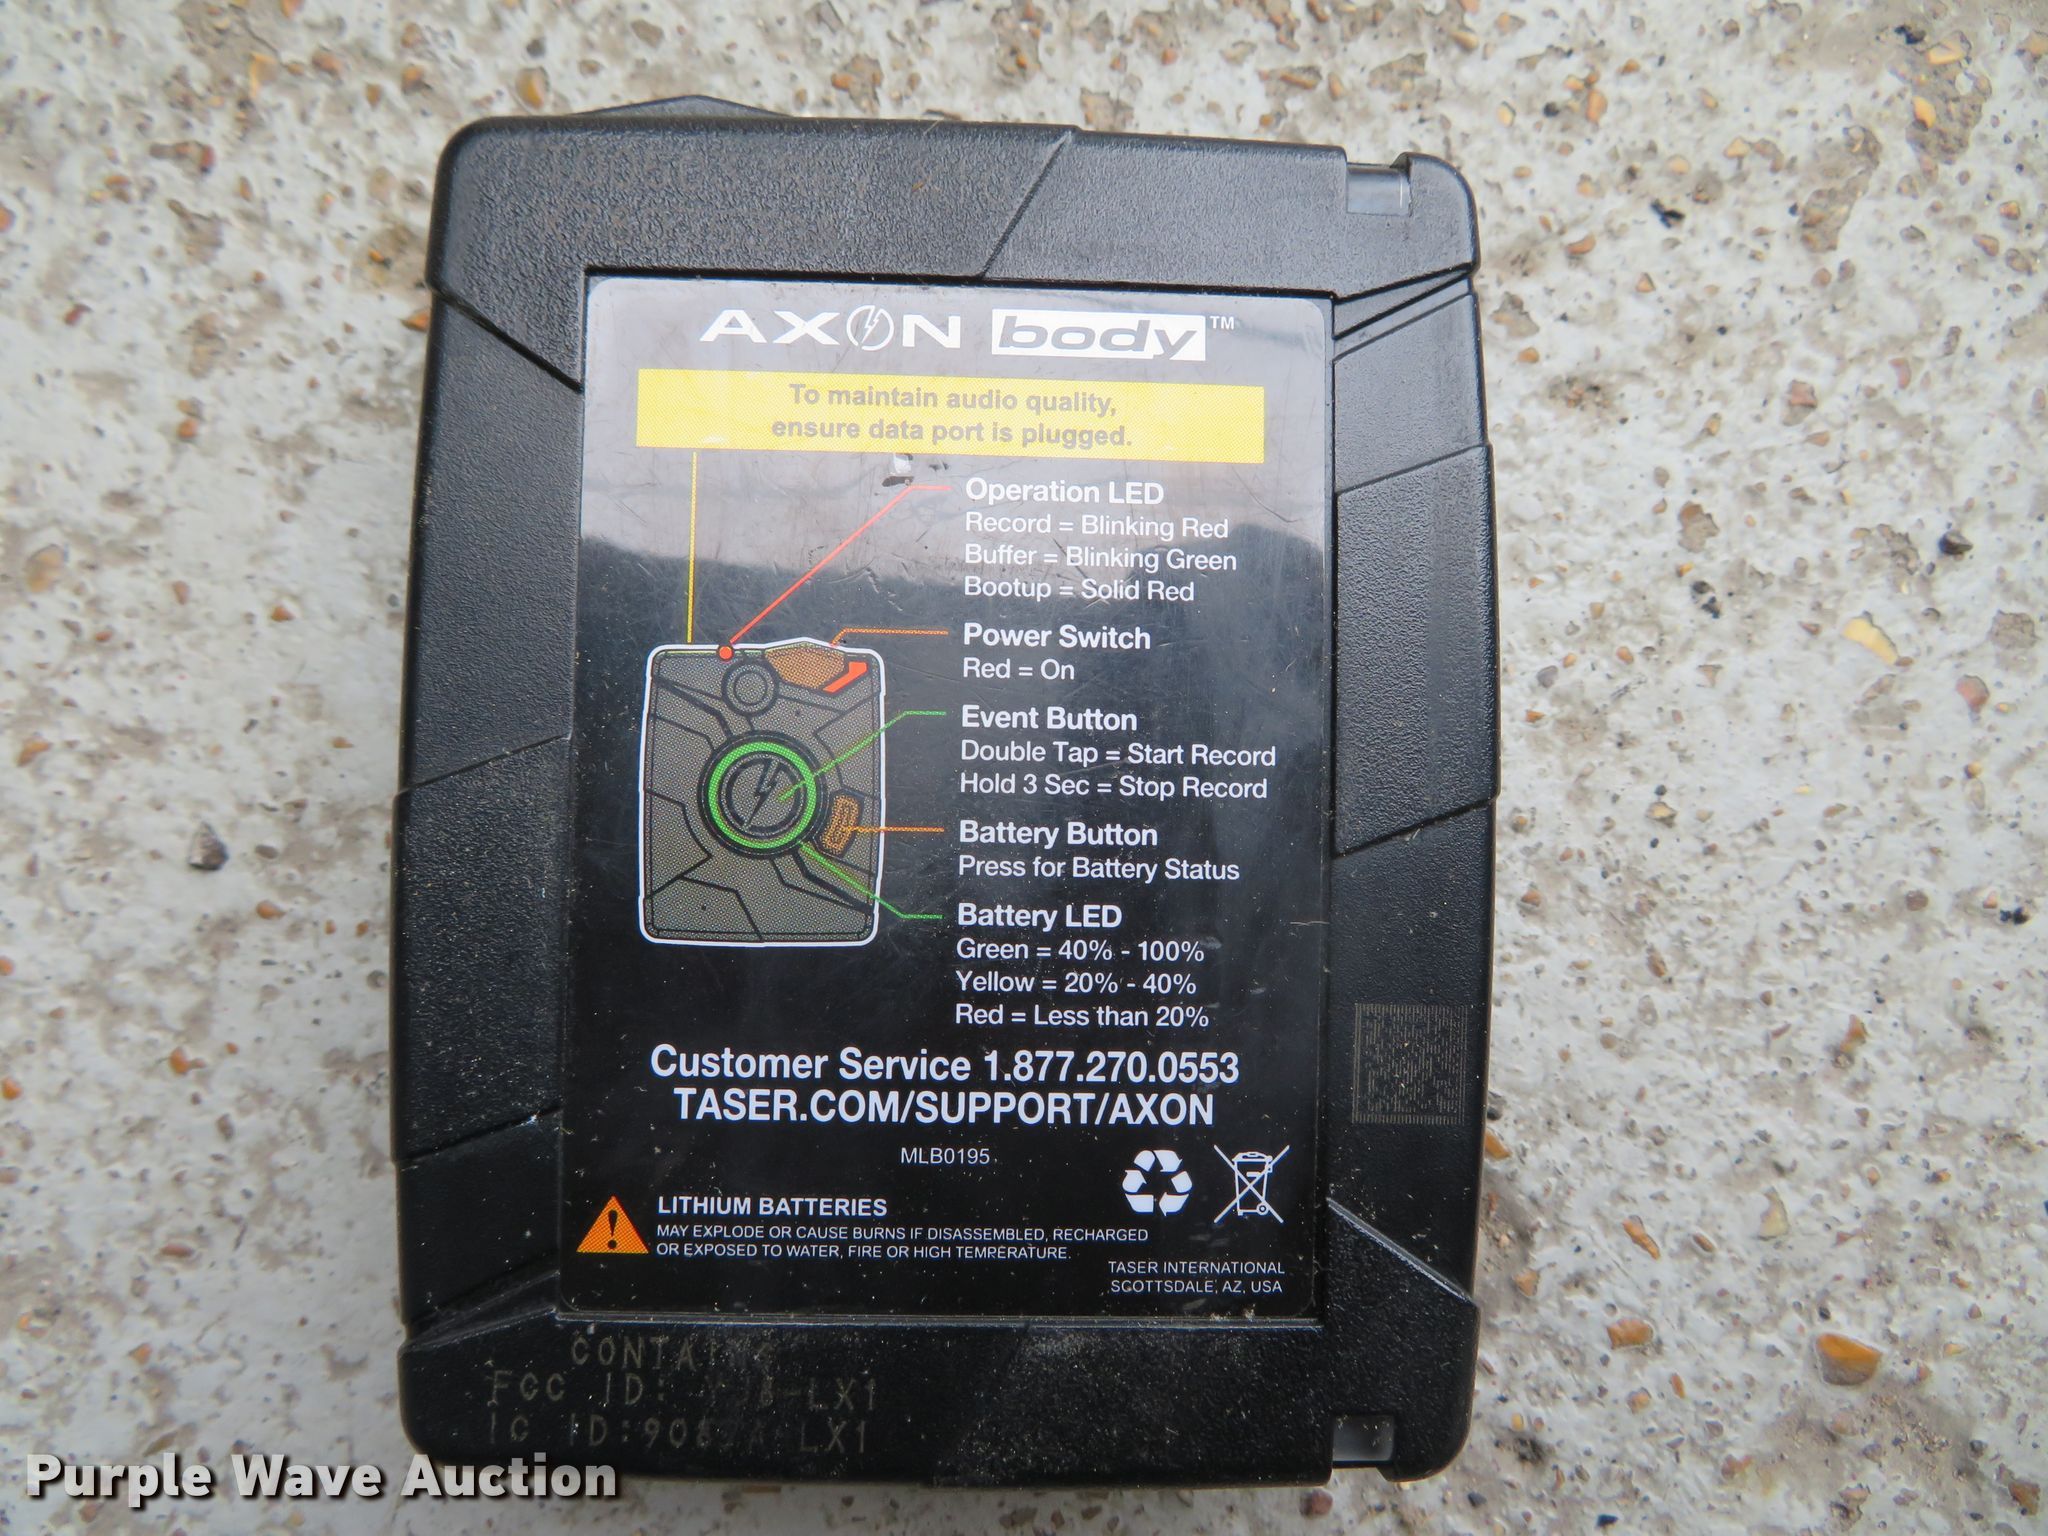 AXON body™
To maintain audio quality,
ensure data port is plugged.
Operation LED
Record = Blinking Red
Buffer = Blinking Green
Bootup = Solid Red
Power Switch
Red = On
Event Button
Double Tap = Start Record
Hold 3 Sec = Stop Record
Battery Button
Press for Battery Status
Battery LED
Green = 40% - 100%
Yellow = 20% - 40%
Red = Less than 20%
Customer Service 1.877.270.0553
TASER.COM/SUPPORT/AXON
MLB0195
LITHIUM BATTERIES
MAY EXPLODE OR CAUSE BURNS IF DISASSEMBLED, RECHARGED
OR EXPOSED TO WATER, FIRE OR HIGH TEMPERATURE.
TASER INTERNATIONAL
SCOTTSDALE, AZ, USA
FCC ID:
IC ID:
Purple Wave Auction